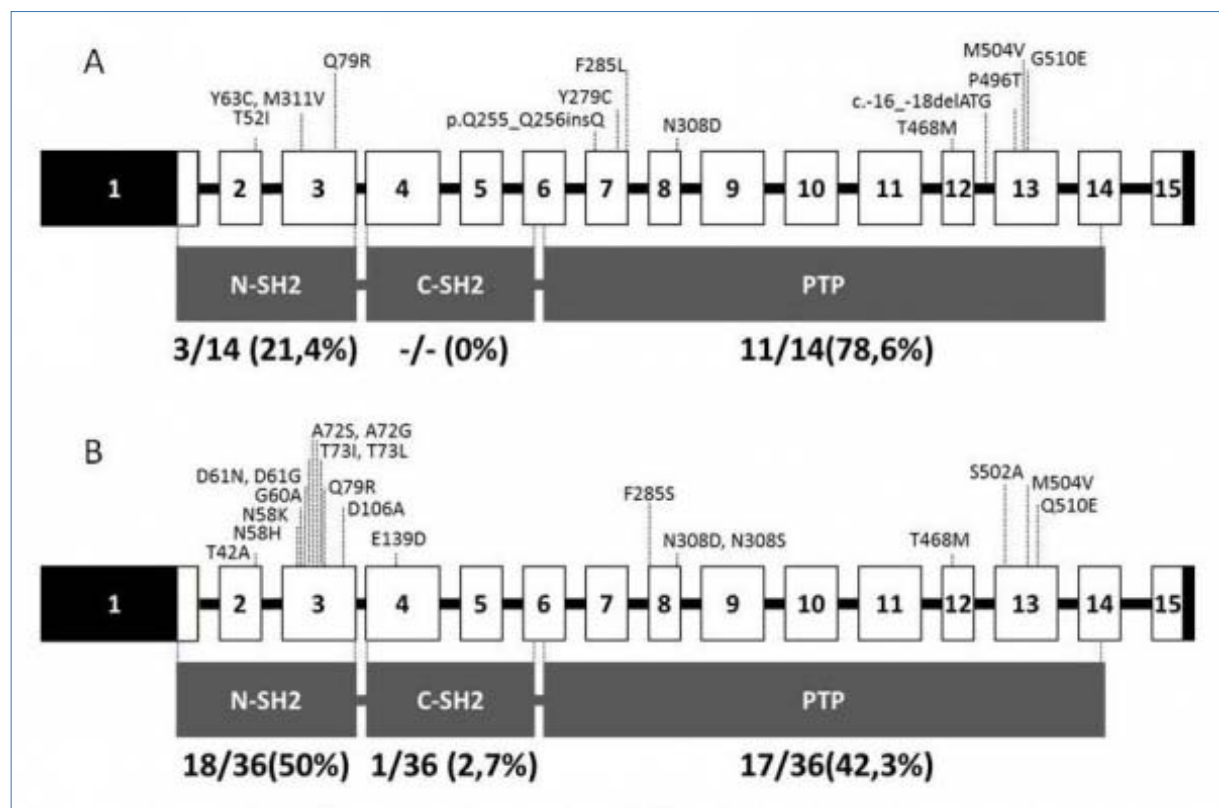 A
Q79R
Y63C, M311V
T52I
F285L
Y279C
p.Q255_Q256insQ
N308D
M504V
G510E
P496T
c.-16_-18delATG
T468M
1 2 3 4 5 6 7 8 9 10 11 12 13 14 15
N-SH2 C-SH2 PTP
3/14 (21,4%) -/- (0%) 11/14(78,6%)
B
A72S, A72G
T73I, T73L
D61N, D61G
G60A
Q79R
N58K
D106A
N58H
T42A
E139D
F285S
N308D, N308S
T468M
S502A
M504V
Q510E
1 2 3 4 5 6 7 8 9 10 11 12 13 14 15
N-SH2 C-SH2 PTP
18/36(50%) 1/36 (2,7%) 17/36(42,3%)